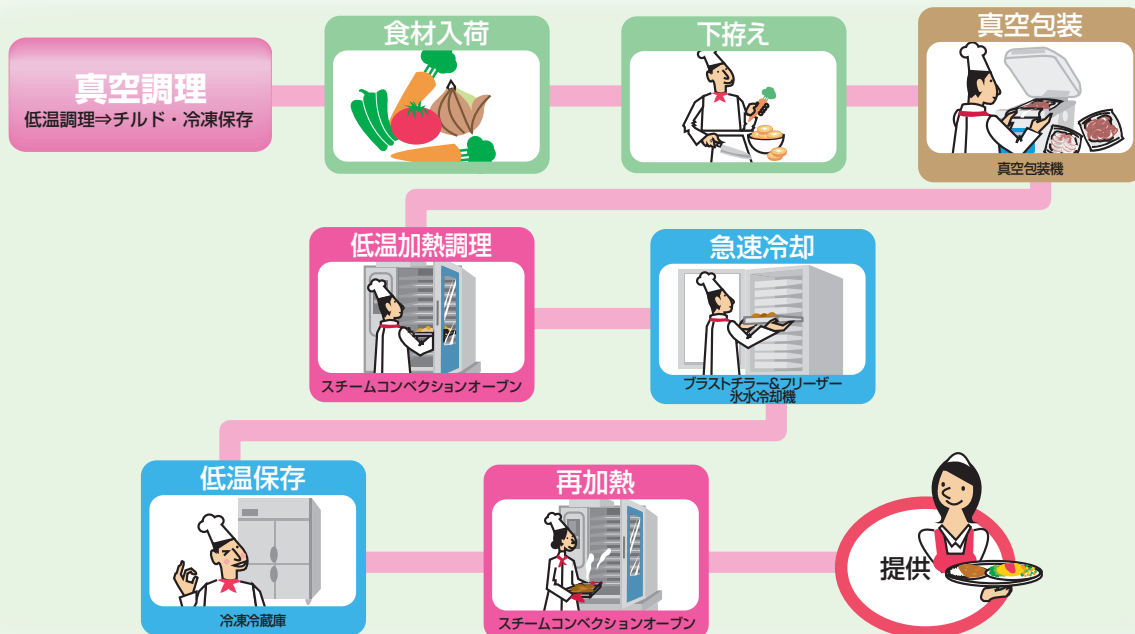 真空調理
低温調理⇒チルド・冷凍保存
食材入荷
下拵え
真空包装
真空包装機
低温加熱調理
スチームコンベクションオーブン
急速冷却
ブラストチラー&フリーザー
氷水冷却機
低温保存
冷凍冷蔵庫
再加熱
スチームコンベクションオーブン
提供